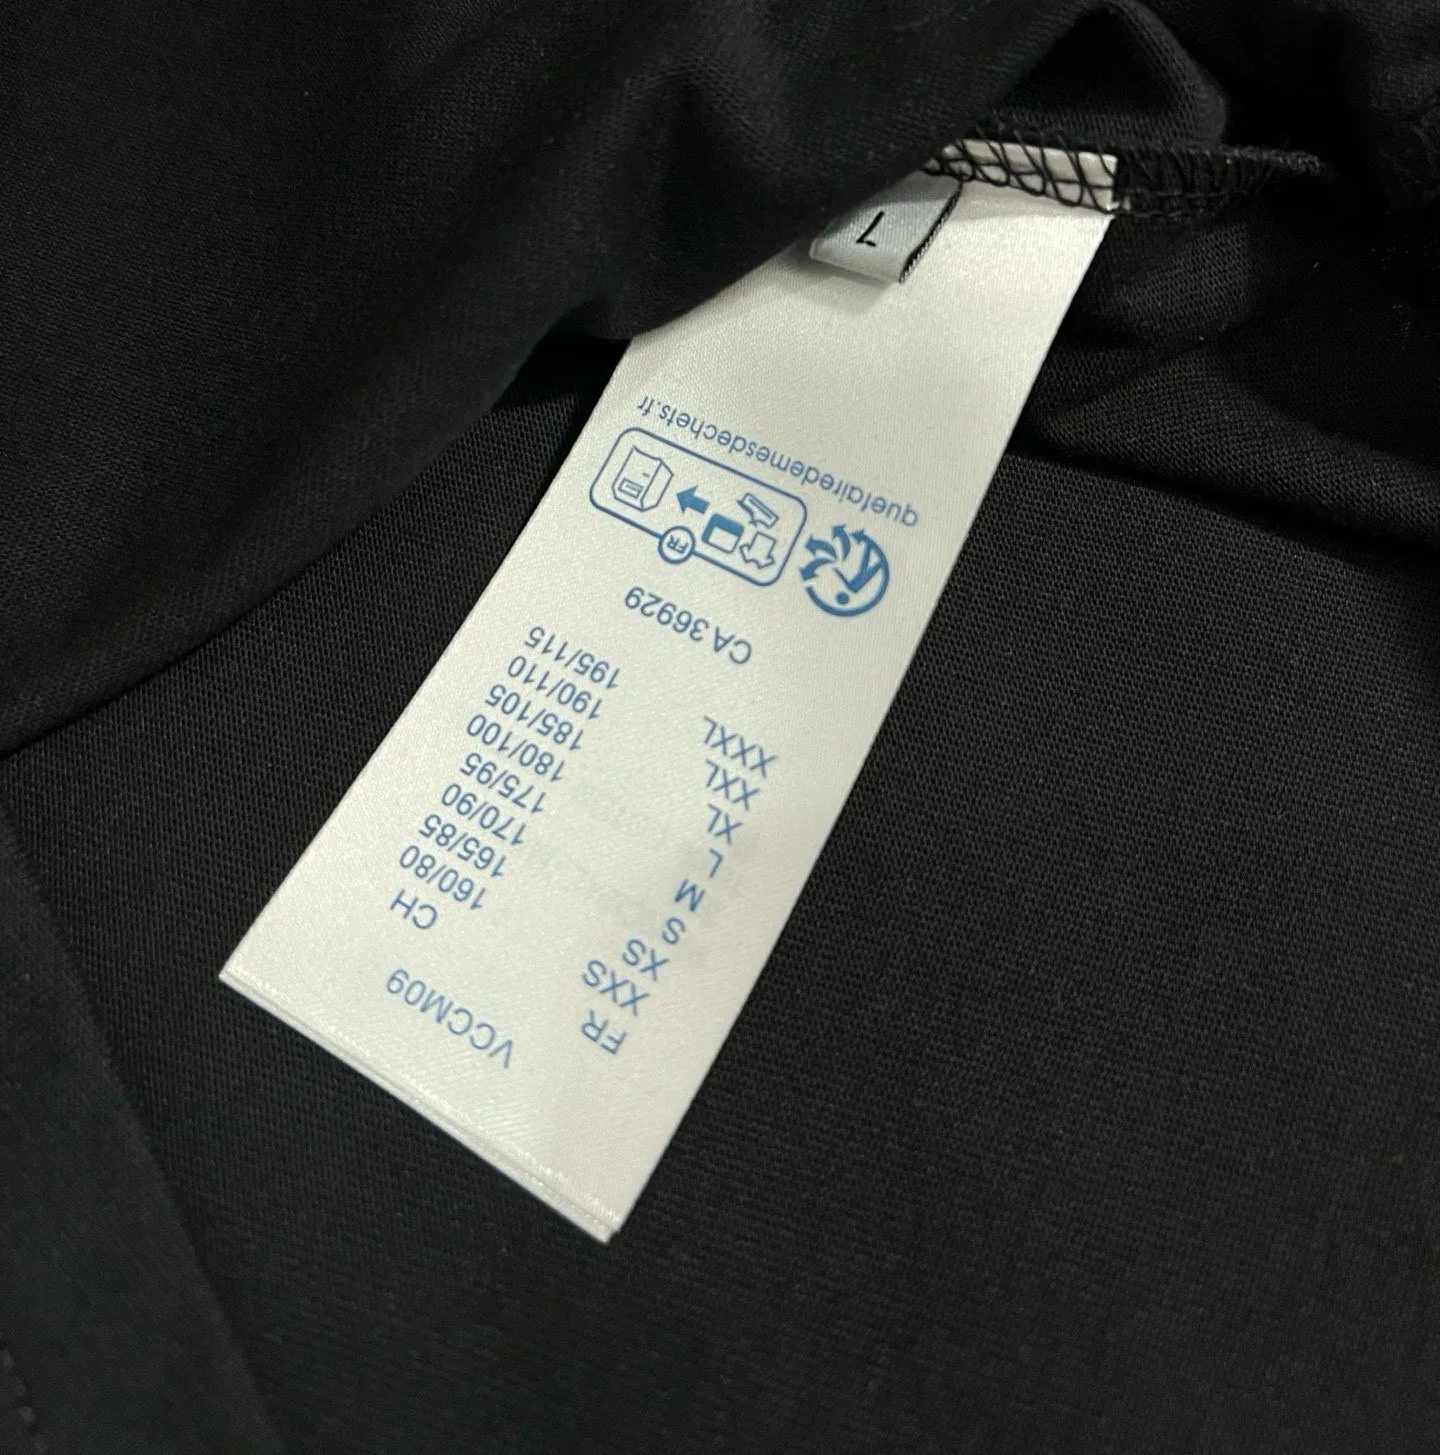 VCCM09
FR CH
XXS 160/80
XS 165/85
S 170/90
M 175/95
L 180/100
XL 185/105
XXL 190/110
XXXL 195/115
CA 36929
FR
quefairedemesdechets.fr
L